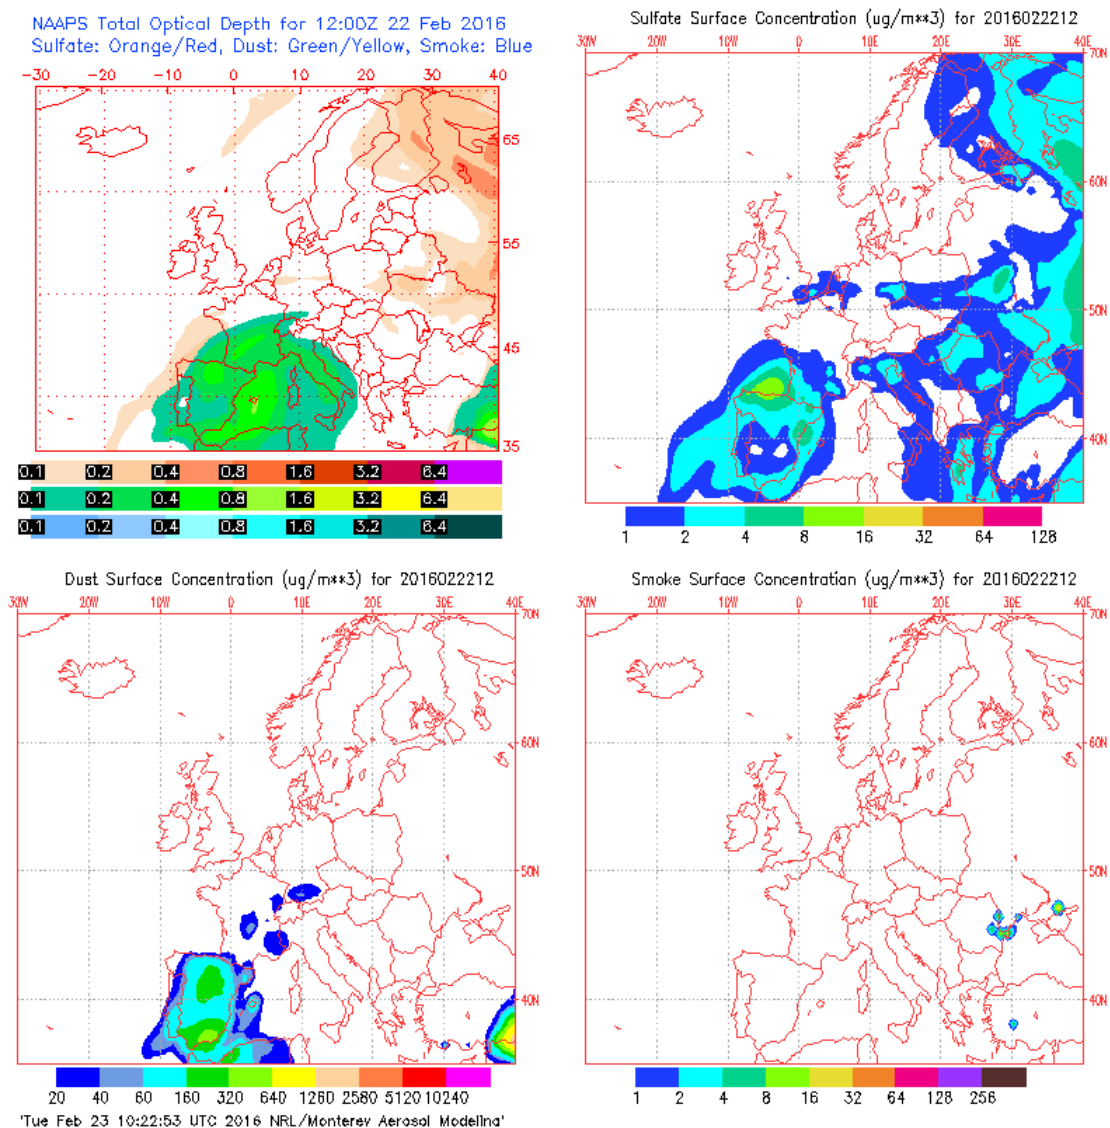 NAAPS Total Optical Depth for 12:00Z 22 Feb 2016
Sulfate: Orange/Red, Dust: Green/Yellow, Smoke: Blue
-30 -20 -10 0 10 20 30 40
65
55
45
35
0.1 0.2 0.4 0.8 1.6 3.2 6.4
0.1 0.2 0.4 0.8 1.6 3.2 6.4
0.1 0.2 0.4 0.8 1.6 3.2 6.4
Sulfate Surface Concentration (ug/m**3) for 2016022212
30W 20W 10W 0 10E 20E 30E 40E
70N
60N
50N
40N
1 2 4 8 16 32 64 128
Dust Surface Concentration (ug/m**3) for 2016022212
30W 20W 10W 0 10E 20E 30E 40E
70N
60N
50N
40N
20 40 60 160 320 640 1260 2580 5120 10240
'Tue Feb 23 10:22:53 UTC 2016 NRL/Monterey Aerosol Modeling'
Smoke Surface Concentration (ug/m**3) for 2016022212
30W 20W 10W 0 10E 20E 30E 40E
70N
60N
50N
40N
1 2 4 8 16 32 64 128 256